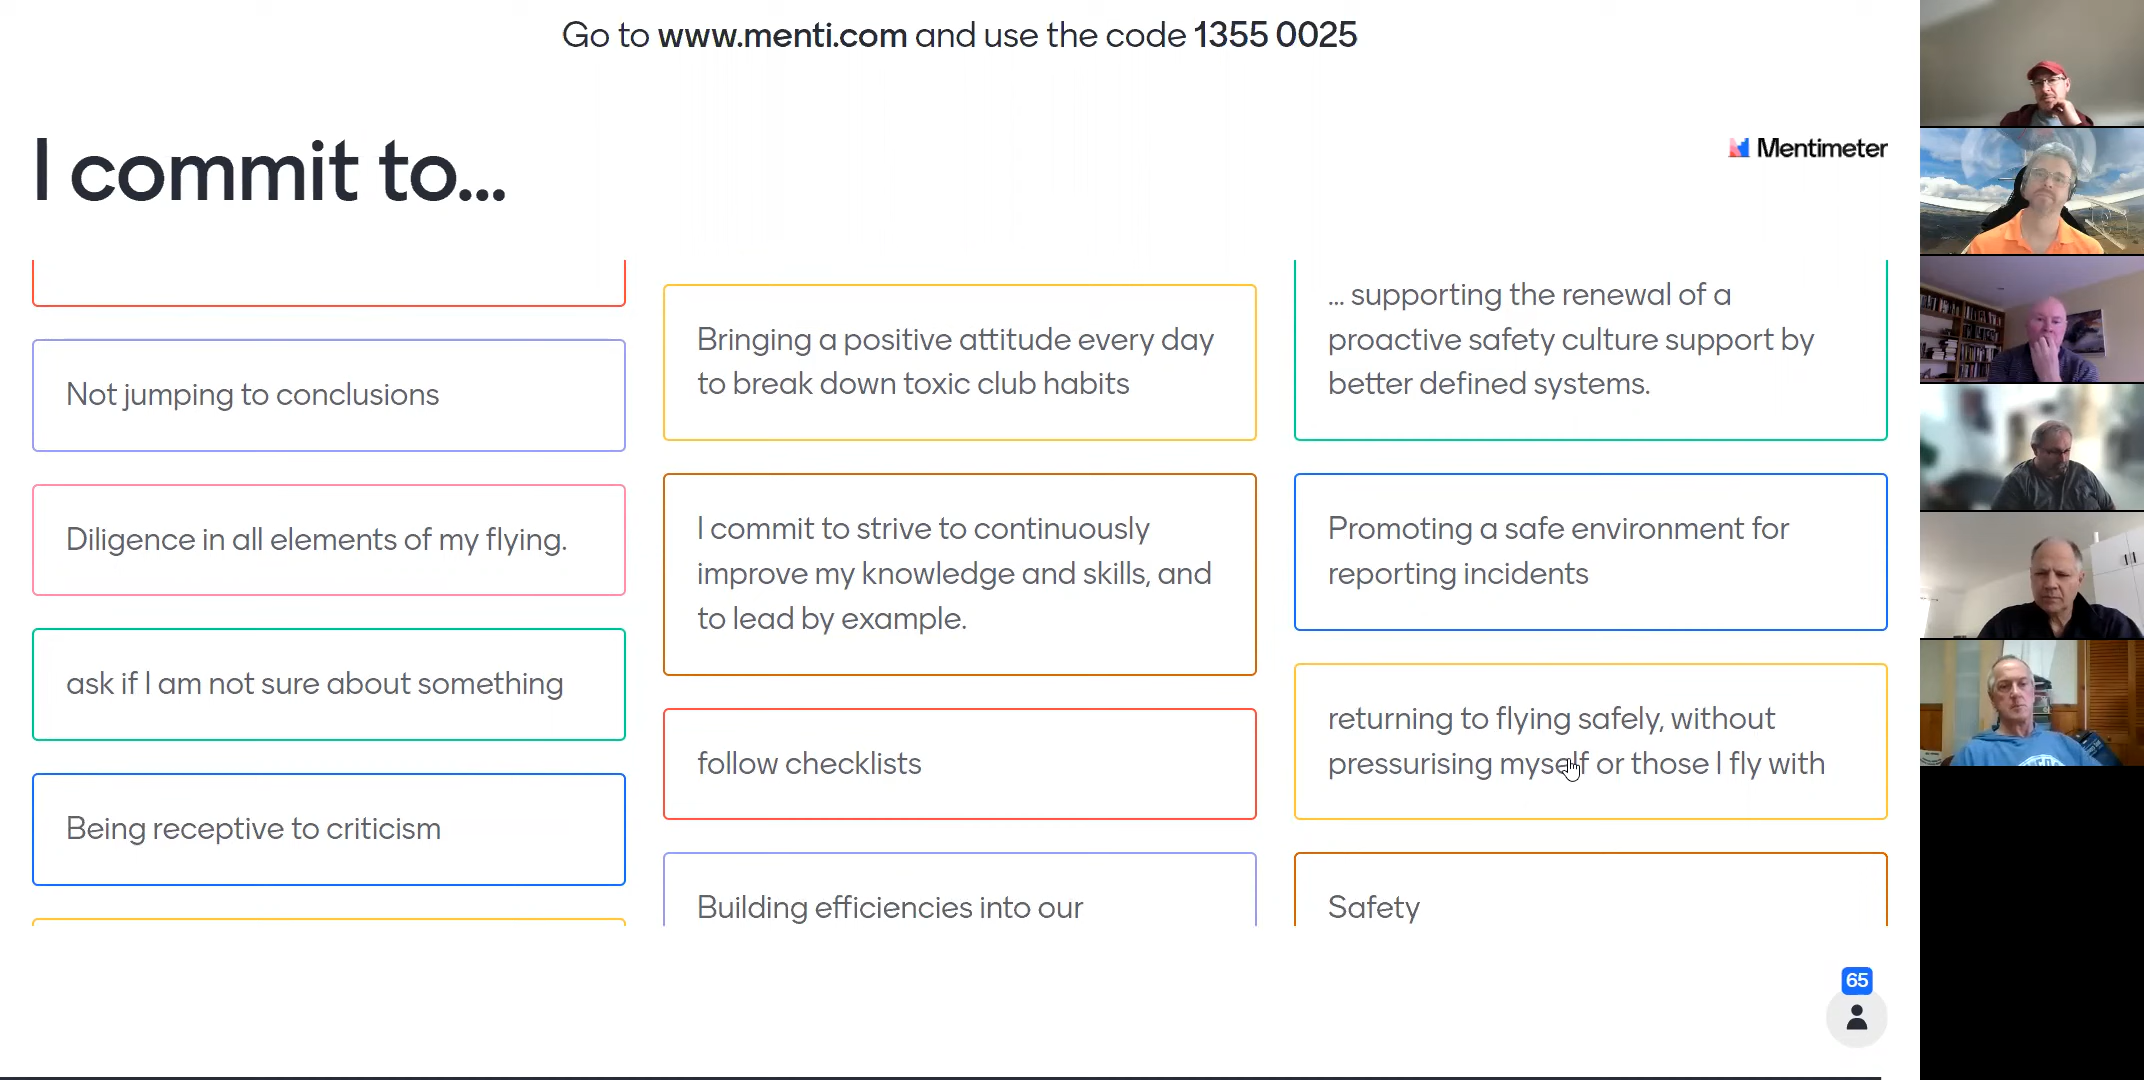 Go to www.menti.com and use the code 1355 0025
I commit to...
Mentimeter
Not jumping to conclusions
Diligence in all elements of my flying.
ask if I am not sure about something
Being receptive to criticism
Bringing a positive attitude every day
to break down toxic club habits
I commit to strive to continuously
improve my knowledge and skills, and
to lead by example.
follow checklists
Building efficiencies into our
... supporting the renewal of a
proactive safety culture support by
better defined systems.
Promoting a safe environment for
reporting incidents
returning to flying safely, without
pressurising myself or those I fly with
Safety
65